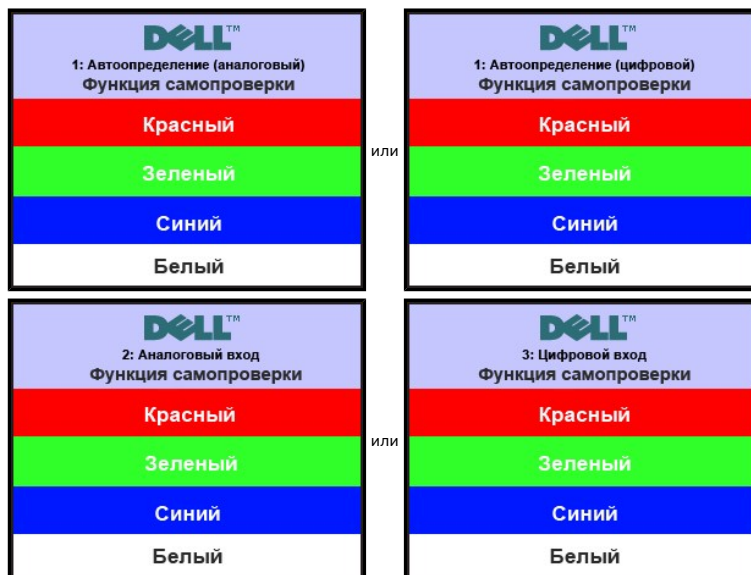 DELL™
1: Автоопределение (аналоговый)
Функция самопроверки
Красный
Зеленый
Синий
Белый
или
DELL™
1: Автоопределение (цифровой)
Функция самопроверки
Красный
Зеленый
Синий
Белый
DELL™
2: Аналоговый вход
Функция самопроверки
Красный
Зеленый
Синий
Белый
или
DELL™
3: Цифровой вход
Функция самопроверки
Красный
Зеленый
Синий
Белый